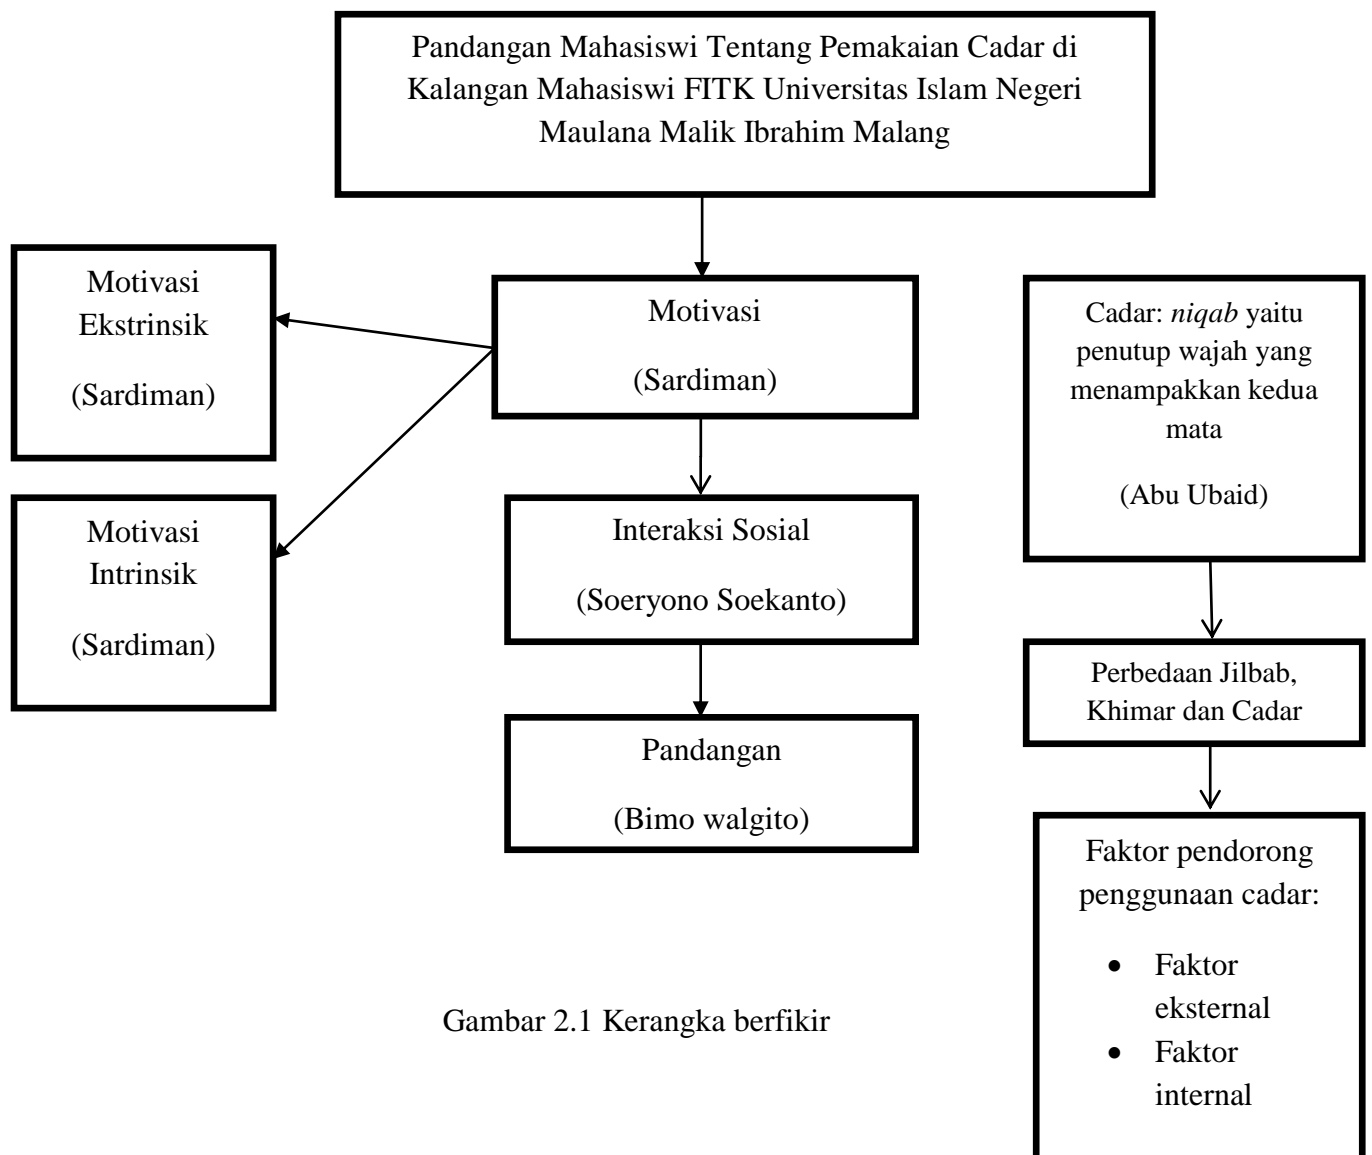 Pandangan Mahasiswi Tentang Pemakaian Cadar di
Kalangan Mahasiswi FITK Universitas Islam Negeri
Maulana Malik Ibrahim Malang
Motivasi
Ekstrinsik
(Sardiman)
Motivasi
Intrinsik
(Sardiman)
Motivasi
(Sardiman)
Interaksi Sosial
(Soeryono Soekanto)
Pandangan
(Bimo walgito)
Cadar: niqab yaitu
penutup wajah yang
menampakkan kedua
mata
(Abu Ubaid)
Perbedaan Jilbab,
Khimar dan Cadar
Faktor pendorong
penggunaan cadar:
• Faktor
eksternal
• Faktor
internal
Gambar 2.1 Kerangka berfikir